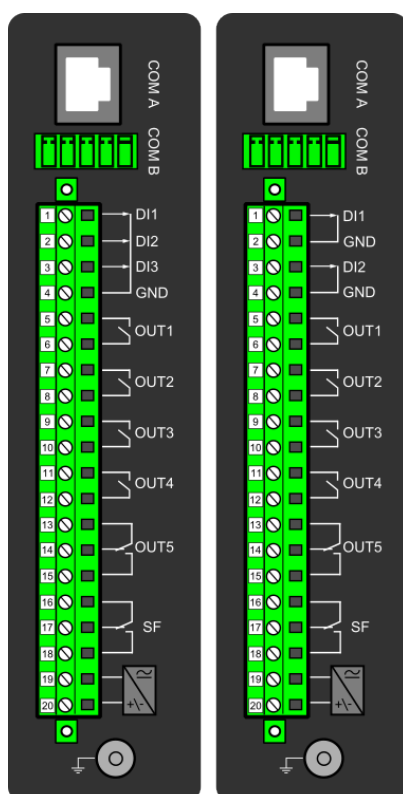 COM A
COM B
1 DI1
2 DI2
3 DI3
4 GND
5
OUT1
6
7
OUT2
8
9
OUT3
10
11
OUT4
12
13
14 OUT5
15
16
17 SF
18
19
20 +/-
COM A
COM B
1 DI1
2 GND
3 DI2
4 GND
5
OUT1
6
7
OUT2
8
9
OUT3
10
11
OUT4
12
13
14 OUT5
15
16
17 SF
18
19
20 +/-